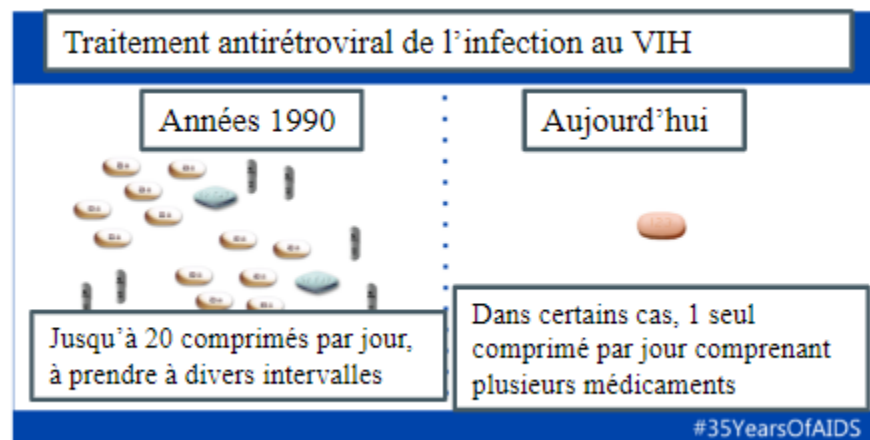 Traitement antirétroviral de l’infection au VIH
Années 1990
Aujourd’hui
Jusqu’à 20 comprimés par jour,
à prendre à divers intervalles
Dans certains cas, 1 seul
comprimé par jour comprenant
plusieurs médicaments
#35YearsOfAIDS